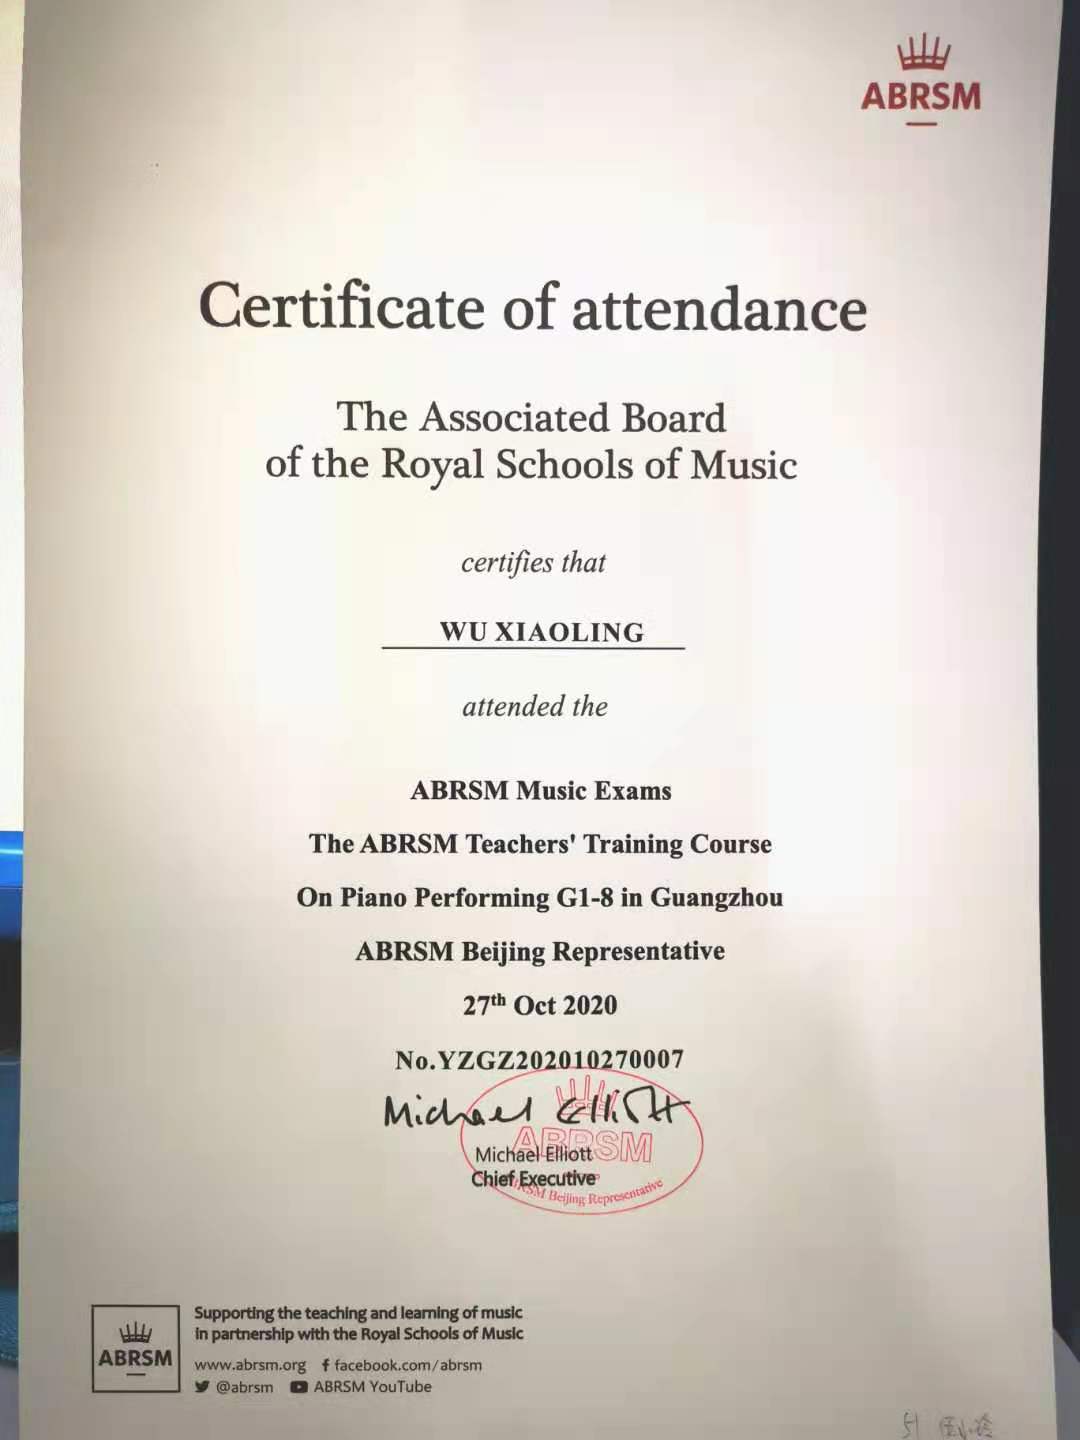 ABRSM
Certificate of attendance
The Associated Board
of the Royal Schools of Music
certifies that
WU XIAOLING
attended the
ABRSM Music Exams
The ABRSM Teachers' Training Course
On Piano Performing G1-8 in Guangzhou
ABRSM Beijing Representative
27th Oct 2020
No.YZGZ202010270007
Michael Elliott
ABRSM
Michael Elliott
Chief Executive
ABRSM Beijing Representative
Supporting the teaching and learning of music
in partnership with the Royal Schools of Music
ABRSM
www.abrsm.org facebook.com/abrsm
@abrsm ABRSM YouTube